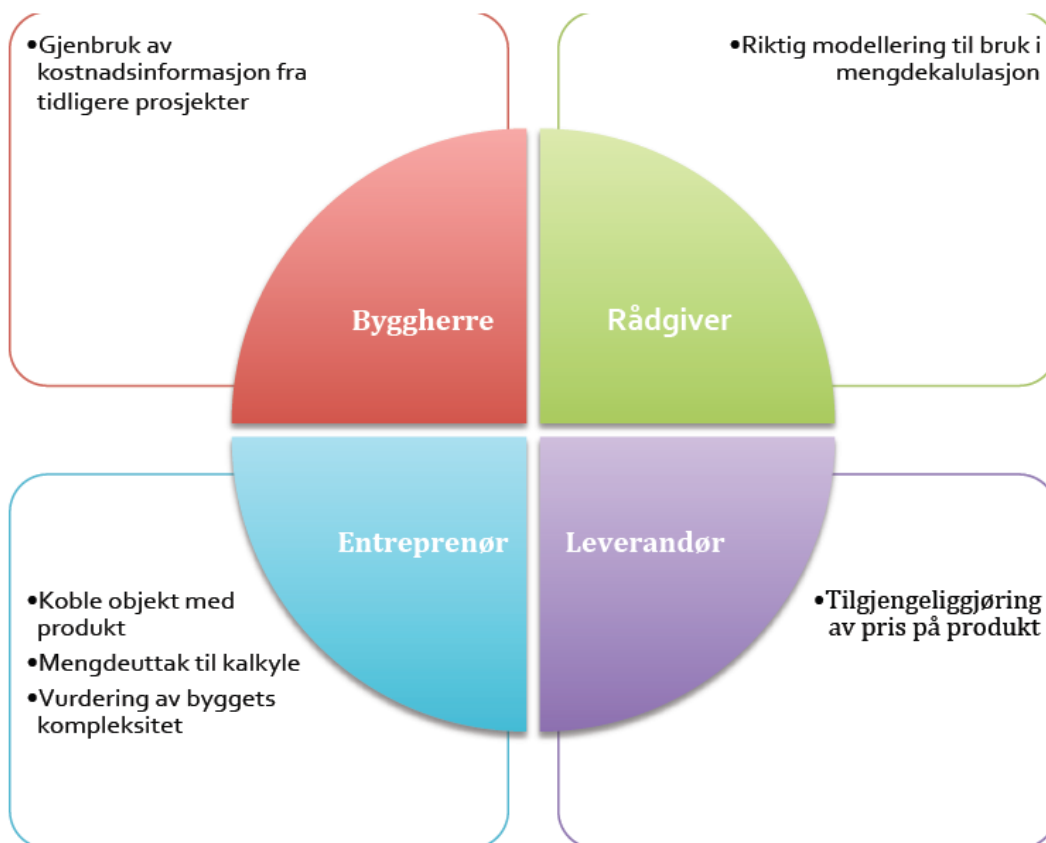 •Gjenbruk av
kostnadsinformasjon fra
tidligere prosjekter
•Riktig modellering til bruk i
mengdekalulasjon
Byggherre
Rådgiver
Entreprenør
Leverandør
•Koble objekt med
produkt
•Mengdeuttak til kalkyle
•Vurdering av byggets
kompleksitet
•Tilgjengeliggjøring
av pris på produkt